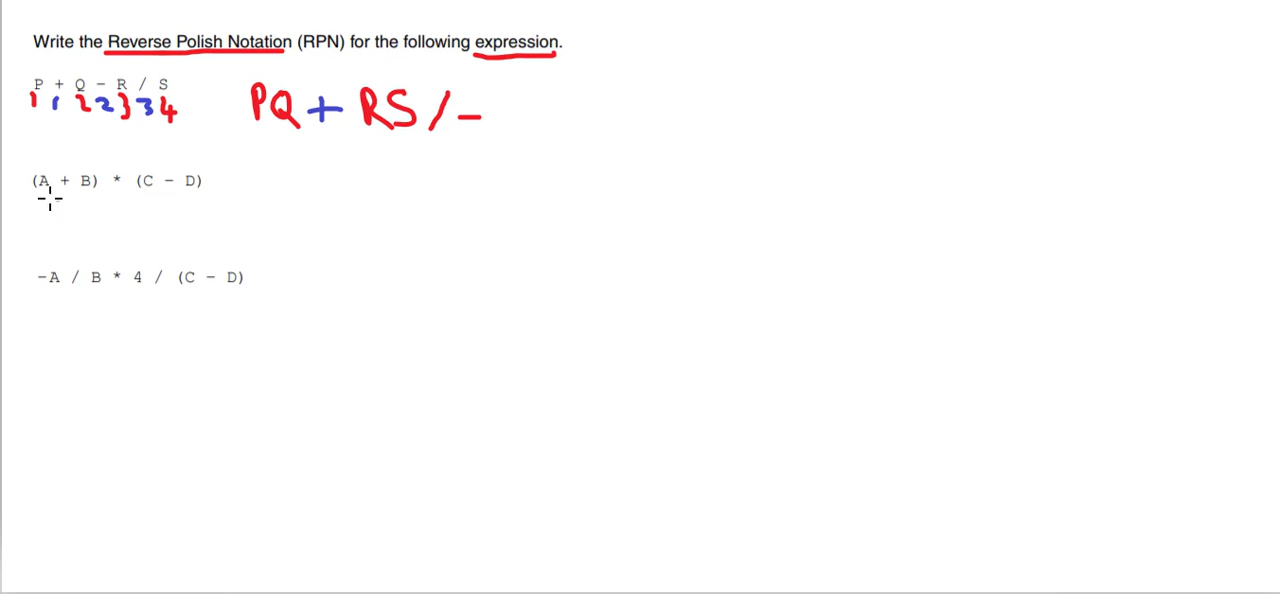 Write the Reverse Polish Notation (RPN) for the following expression.
P + Q - R / S
1 1 2 2 3 3 4 PQ + RS / -
(A + B) * (C - D)
-A / B * 4 / (C - D)